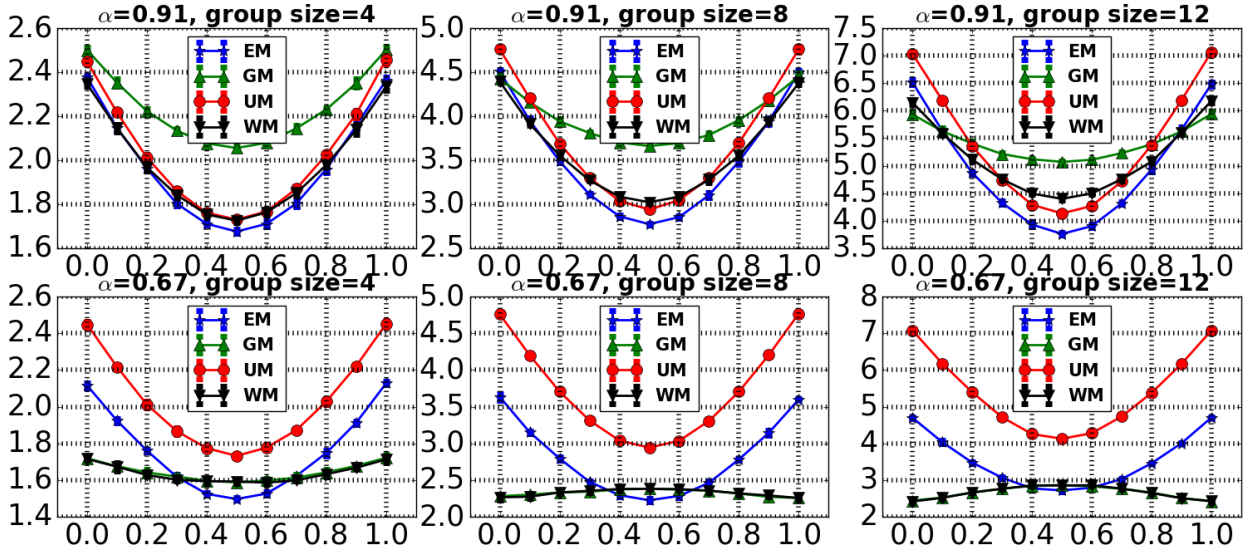 α=0.91, group size=4
2.6
2.4
2.2
2.0
1.8
1.6
0.0 0.2 0.4 0.6 0.8 1.0
EM
GM
UM
WM
α=0.91, group size=8
5.0
4.5
4.0
3.5
3.0
2.5
0.0 0.2 0.4 0.6 0.8 1.0
EM
GM
UM
WM
α=0.91, group size=12
7.5
7.0
6.5
6.0
5.5
5.0
4.5
4.0
3.5
0.0 0.2 0.4 0.6 0.8 1.0
EM
GM
UM
WM
α=0.67, group size=4
2.6
2.4
2.2
2.0
1.8
1.6
1.4
0.0 0.2 0.4 0.6 0.8 1.0
EM
GM
UM
WM
α=0.67, group size=8
5.0
4.5
4.0
3.5
3.0
2.5
2.0
0.0 0.2 0.4 0.6 0.8 1.0
EM
GM
UM
WM
α=0.67, group size=12
8
7
6
5
4
3
2
0.0 0.2 0.4 0.6 0.8 1.0
EM
GM
UM
WM